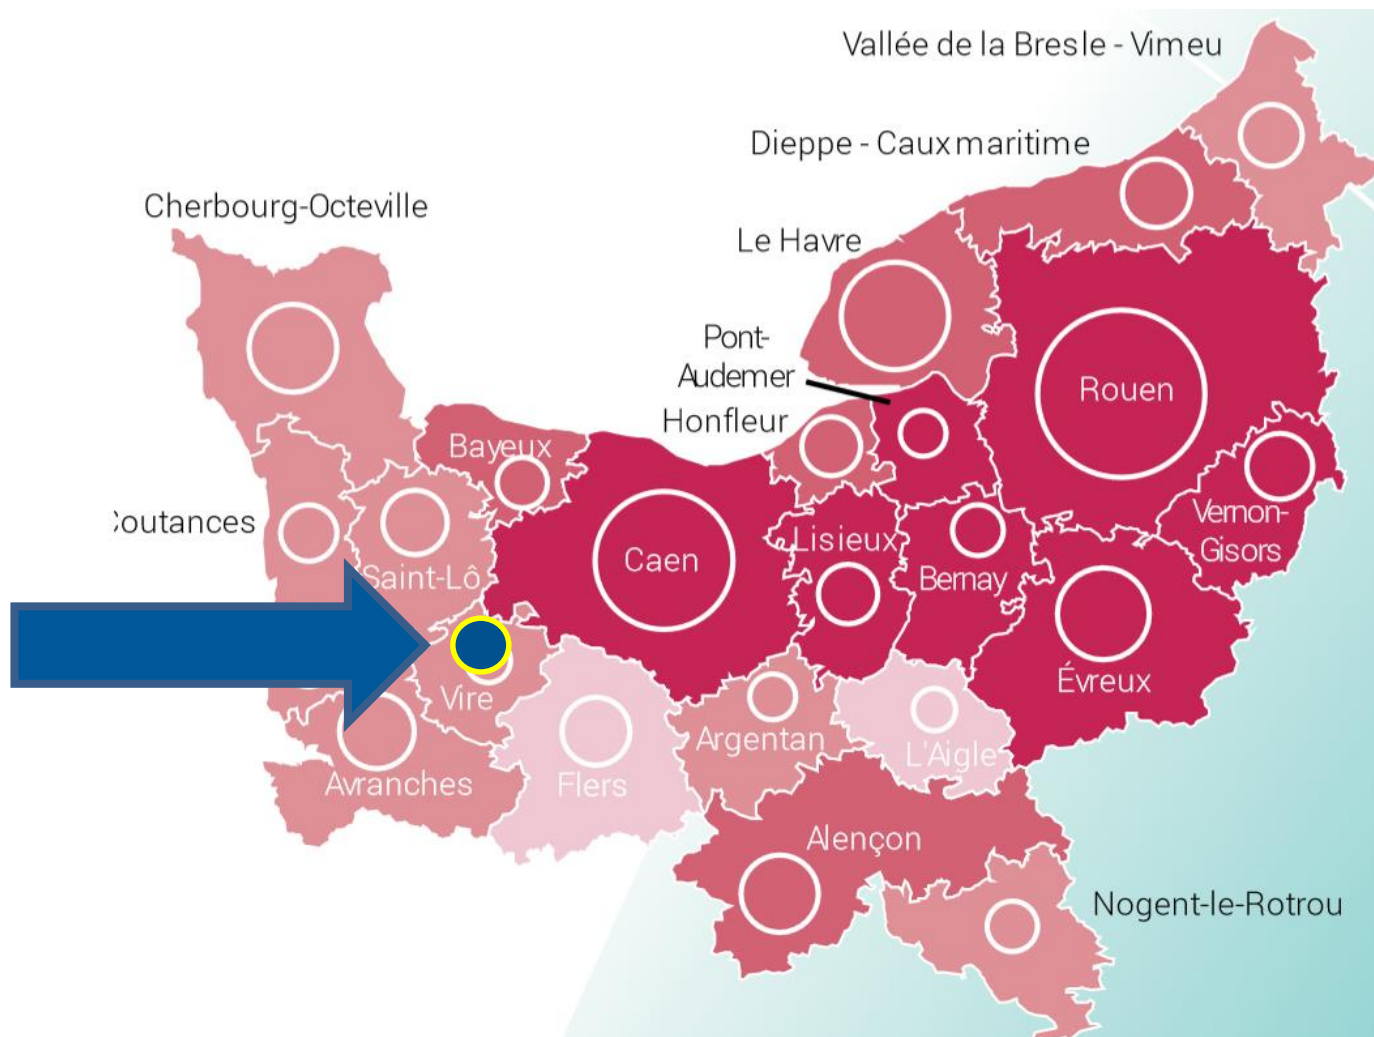 Vallée de la Bresle - Vimeu
Dieppe - Caux maritime
Cherbourg-Octeville
Le Havre
Pont-
Audemer
Rouen
Honfleur
Bayeux
Vernon-
Gisors
outances
Lisieux
Caen
Saint-Lô
Bernay
Évreux
Vire
Argentan
L'Aigle
Avranches
Flers
Alençon
Nogent-le-Rotrou